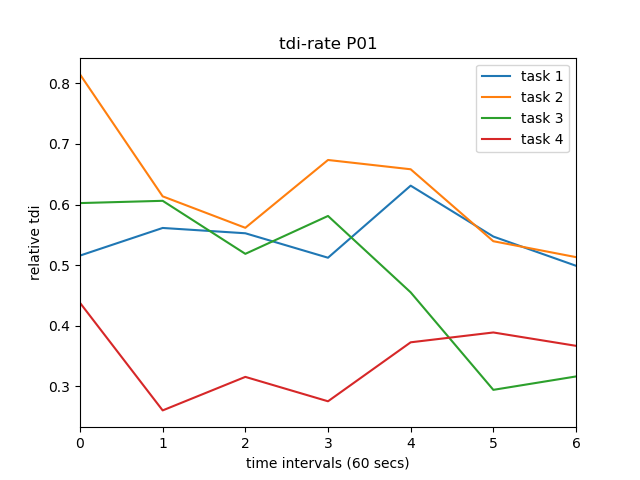 tdi-rate P01
task 1
task 2
task 3
task 4
relative tdi
0.8
0.7
0.6
0.5
0.4
0.3
0 1 2 3 4 5 6
time intervals (60 secs)